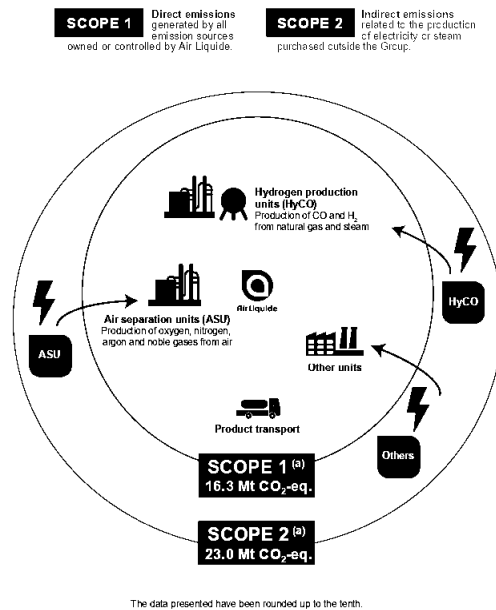 SCOPE 1
Direct emissions
generated by all
emission sources
owned or controlled by Air Liquide.
SCOPE 2
Indirect emissions
related to the production
of electricity or steam
purchased outside the Group.
Hydrogen production
units (HyCO)
Production of CO and H₂
from natural gas and steam
HyCO
Air Liquide
Air separation units (ASU)
Production of oxygen, nitrogen,
argon and noble gases from air
ASU
Other units
Product transport
Others
SCOPE 1 (a)
16.3 Mt CO₂-eq.
SCOPE 2 (a)
23.0 Mt CO₂-eq.
The data presented have been rounded up to the tenth.